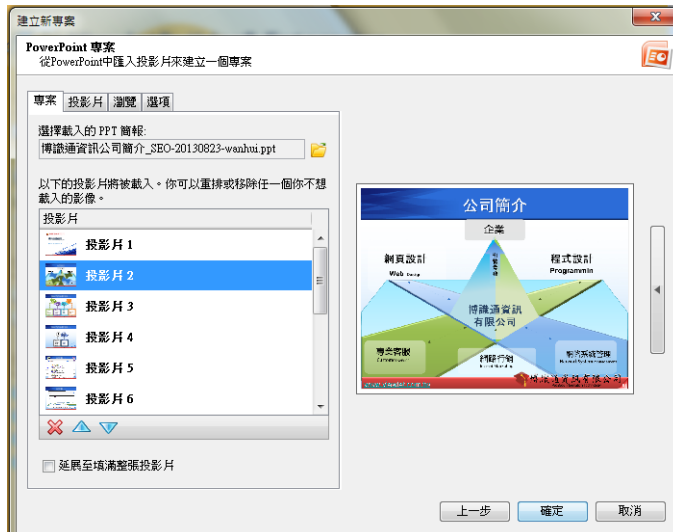 建立新專案
PowerPoint 專案
從PowerPoint中匯入投影片來建立一個專案
專案 投影片 瀏覽 選項
選擇載入的 PPT 簡報:
博識通資訊公司簡介_SEO-20130823-wanhui.ppt
以下的投影片將被載入。你可以重排或移除任一個你不想
載入的影像。
投影片
投影片 1
投影片 2
投影片 3
投影片 4
投影片 5
投影片 6
延展至填滿整張投影片
公司簡介
企業
網頁設計
Web
程式設計
Programmin
博識通資訊
有限公司
專業客服
網路行銷
博識通資訊有限公司
上一步 確定 取消